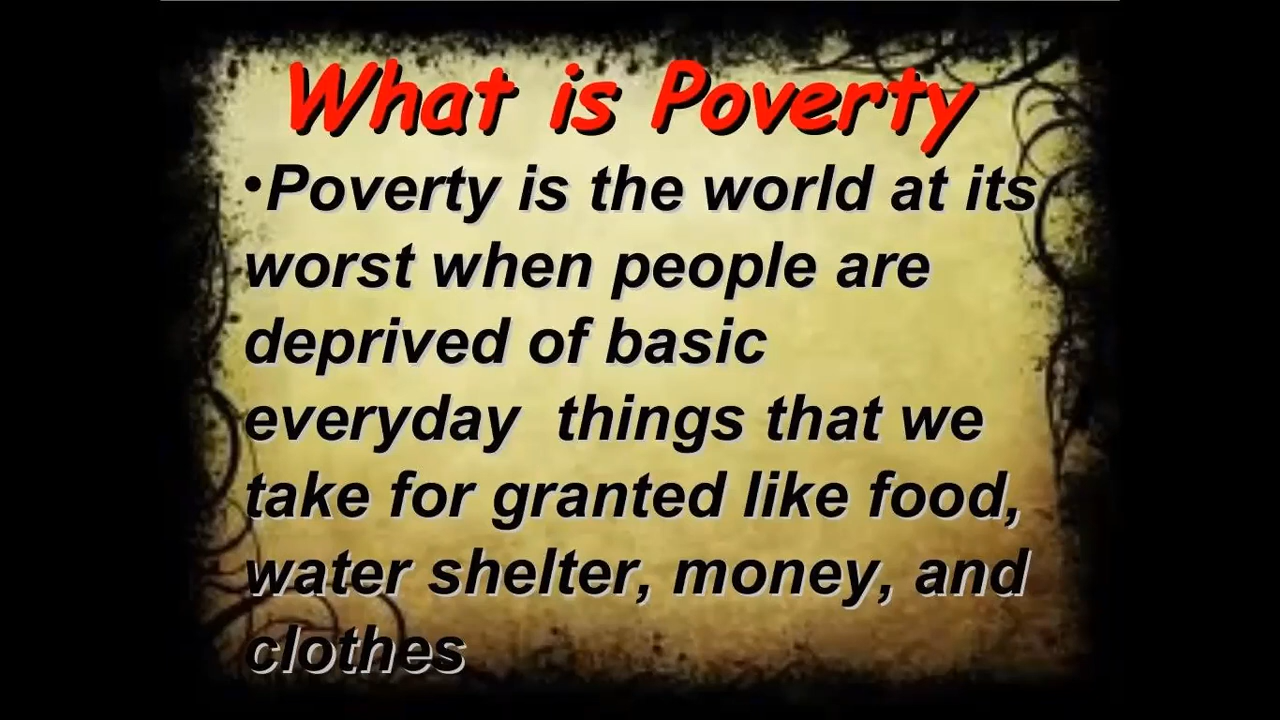 What is Poverty
•Poverty is the world at its
worst when people are
deprived of basic
everyday  things that we
take for granted like food,
water shelter, money, and
clothes